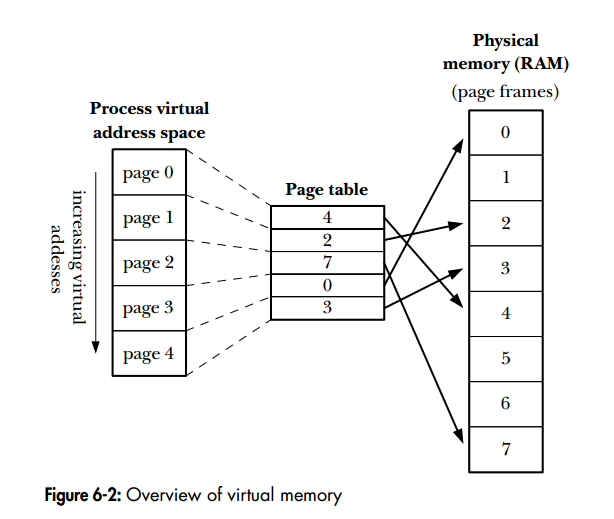 Physical
memory (RAM)
(page frames)
Process virtual
address space
Page table
increasing virtual
addesses
page 0
page 1
page 2
page 3
page 4
4
2
7
0
3
0
1
2
3
4
5
6
7
Figure 6-2: Overview of virtual memory